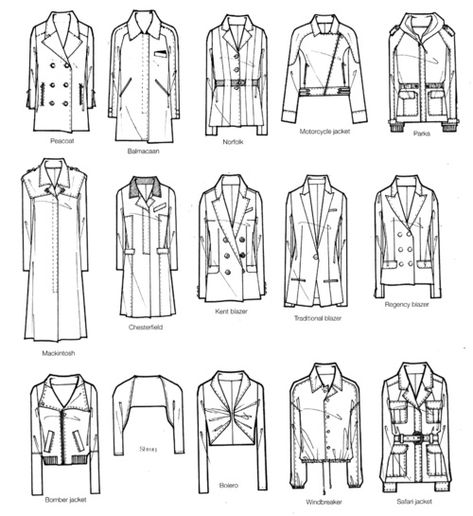 Peacoat
Balmacaan
Norfolk
Motorcycle jacket
Parka
Mackintosh
Chesterfield
Kent blazer
Traditional blazer
Regency blazer
Bomber jacket
Bolero
Windbreaker
Safari jacket